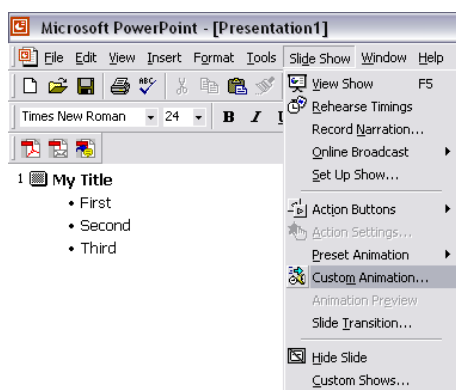 Microsoft PowerPoint - [Presentation1]
File Edit View Insert Format Tools Slide Show Window Help
ABC
Times New Roman 24 B I U
View Show F5
Rehearse Timings
Record Narration...
Online Broadcast
Set Up Show...
Action Buttons
Action Settings...
Preset Animation
Custom Animation...
Animation Preview
Slide Transition...
Hide Slide
Custom Shows...
1 My Title
• First
• Second
• Third